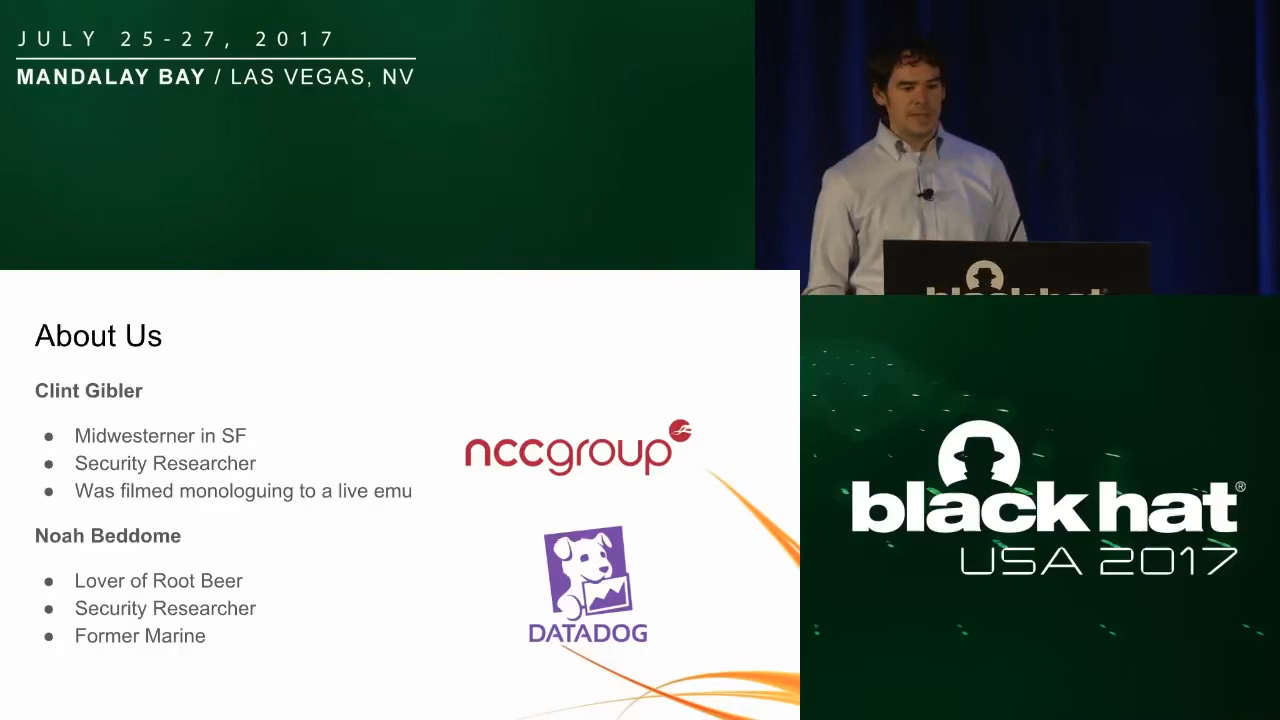 JULY 25-27, 2017
MANDALAY BAY / LAS VEGAS, NV
black hat
About Us
Clint Gibler
● Midwesterner in SF
● Security Researcher
● Was filmed monologuing to a live emu
Noah Beddome
● Lover of Root Beer
● Security Researcher
● Former Marine
nccgroup
DATADOG
black hat®
USA 2017